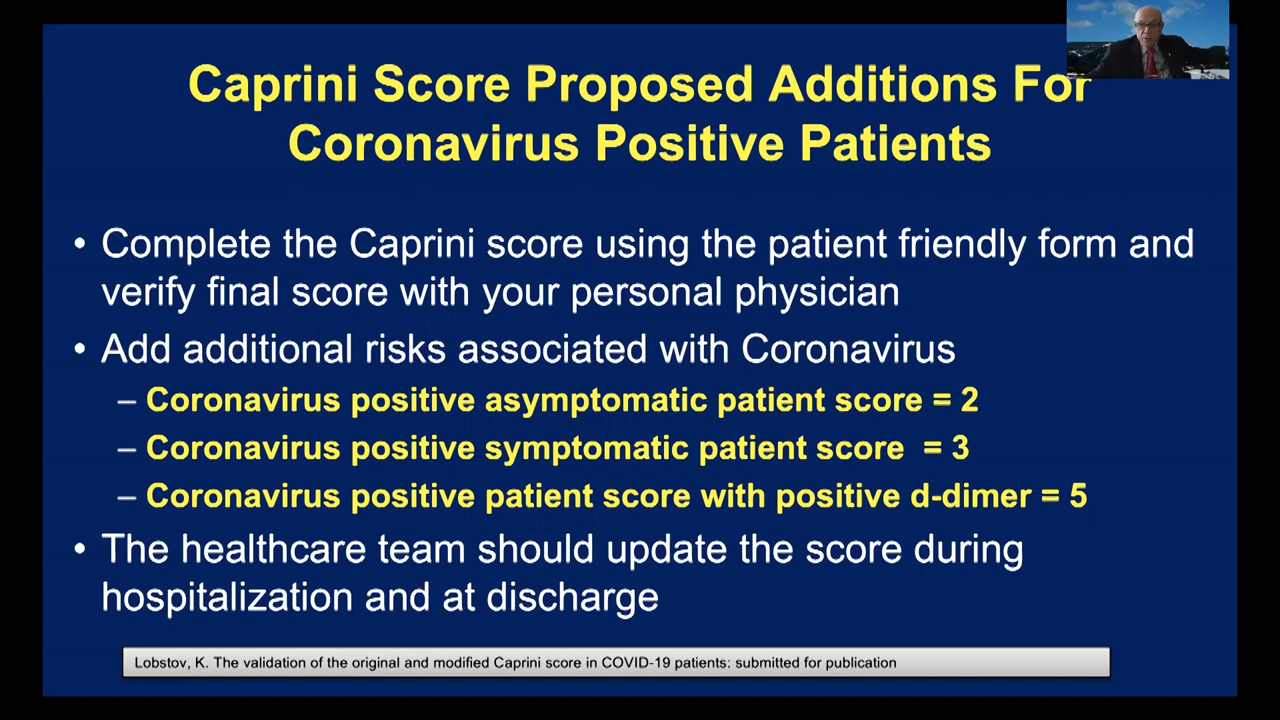 Caprini Score Proposed Additions For
Coronavirus Positive Patients
• Complete the Caprini score using the patient friendly form and
verify final score with your personal physician
• Add additional risks associated with Coronavirus
– Coronavirus positive asymptomatic patient score = 2
– Coronavirus positive symptomatic patient score = 3
– Coronavirus positive patient score with positive d-dimer = 5
• The healthcare team should update the score during
hospitalization and at discharge
Lobstov, K. The validation of the original and modified Caprini score in COVID-19 patients: submitted for publication